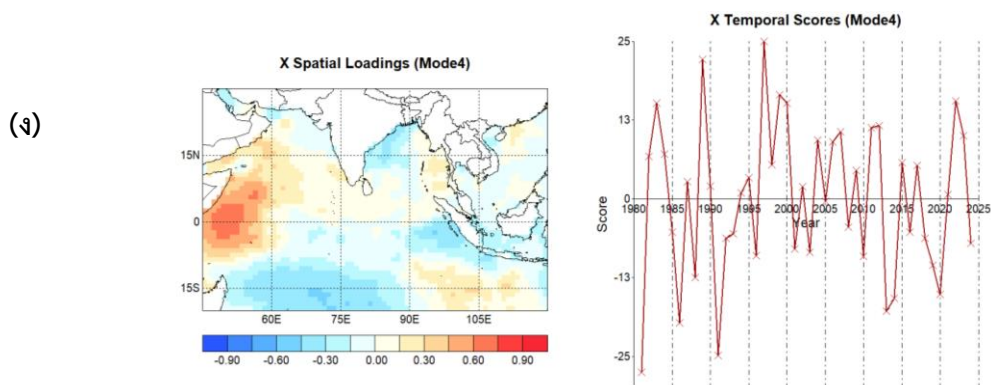 (ง)
X Spatial Loadings (Mode4)
15N
0
15S
60E 75E 90E 105E
-0.90 -0.60 -0.30 0.00 0.30 0.60 0.90
X Temporal Scores (Mode4)
25
13
0
-13
-25
Score
1980 1985 1990 1995 2000 2005 2010 2015 2020 2025
Year